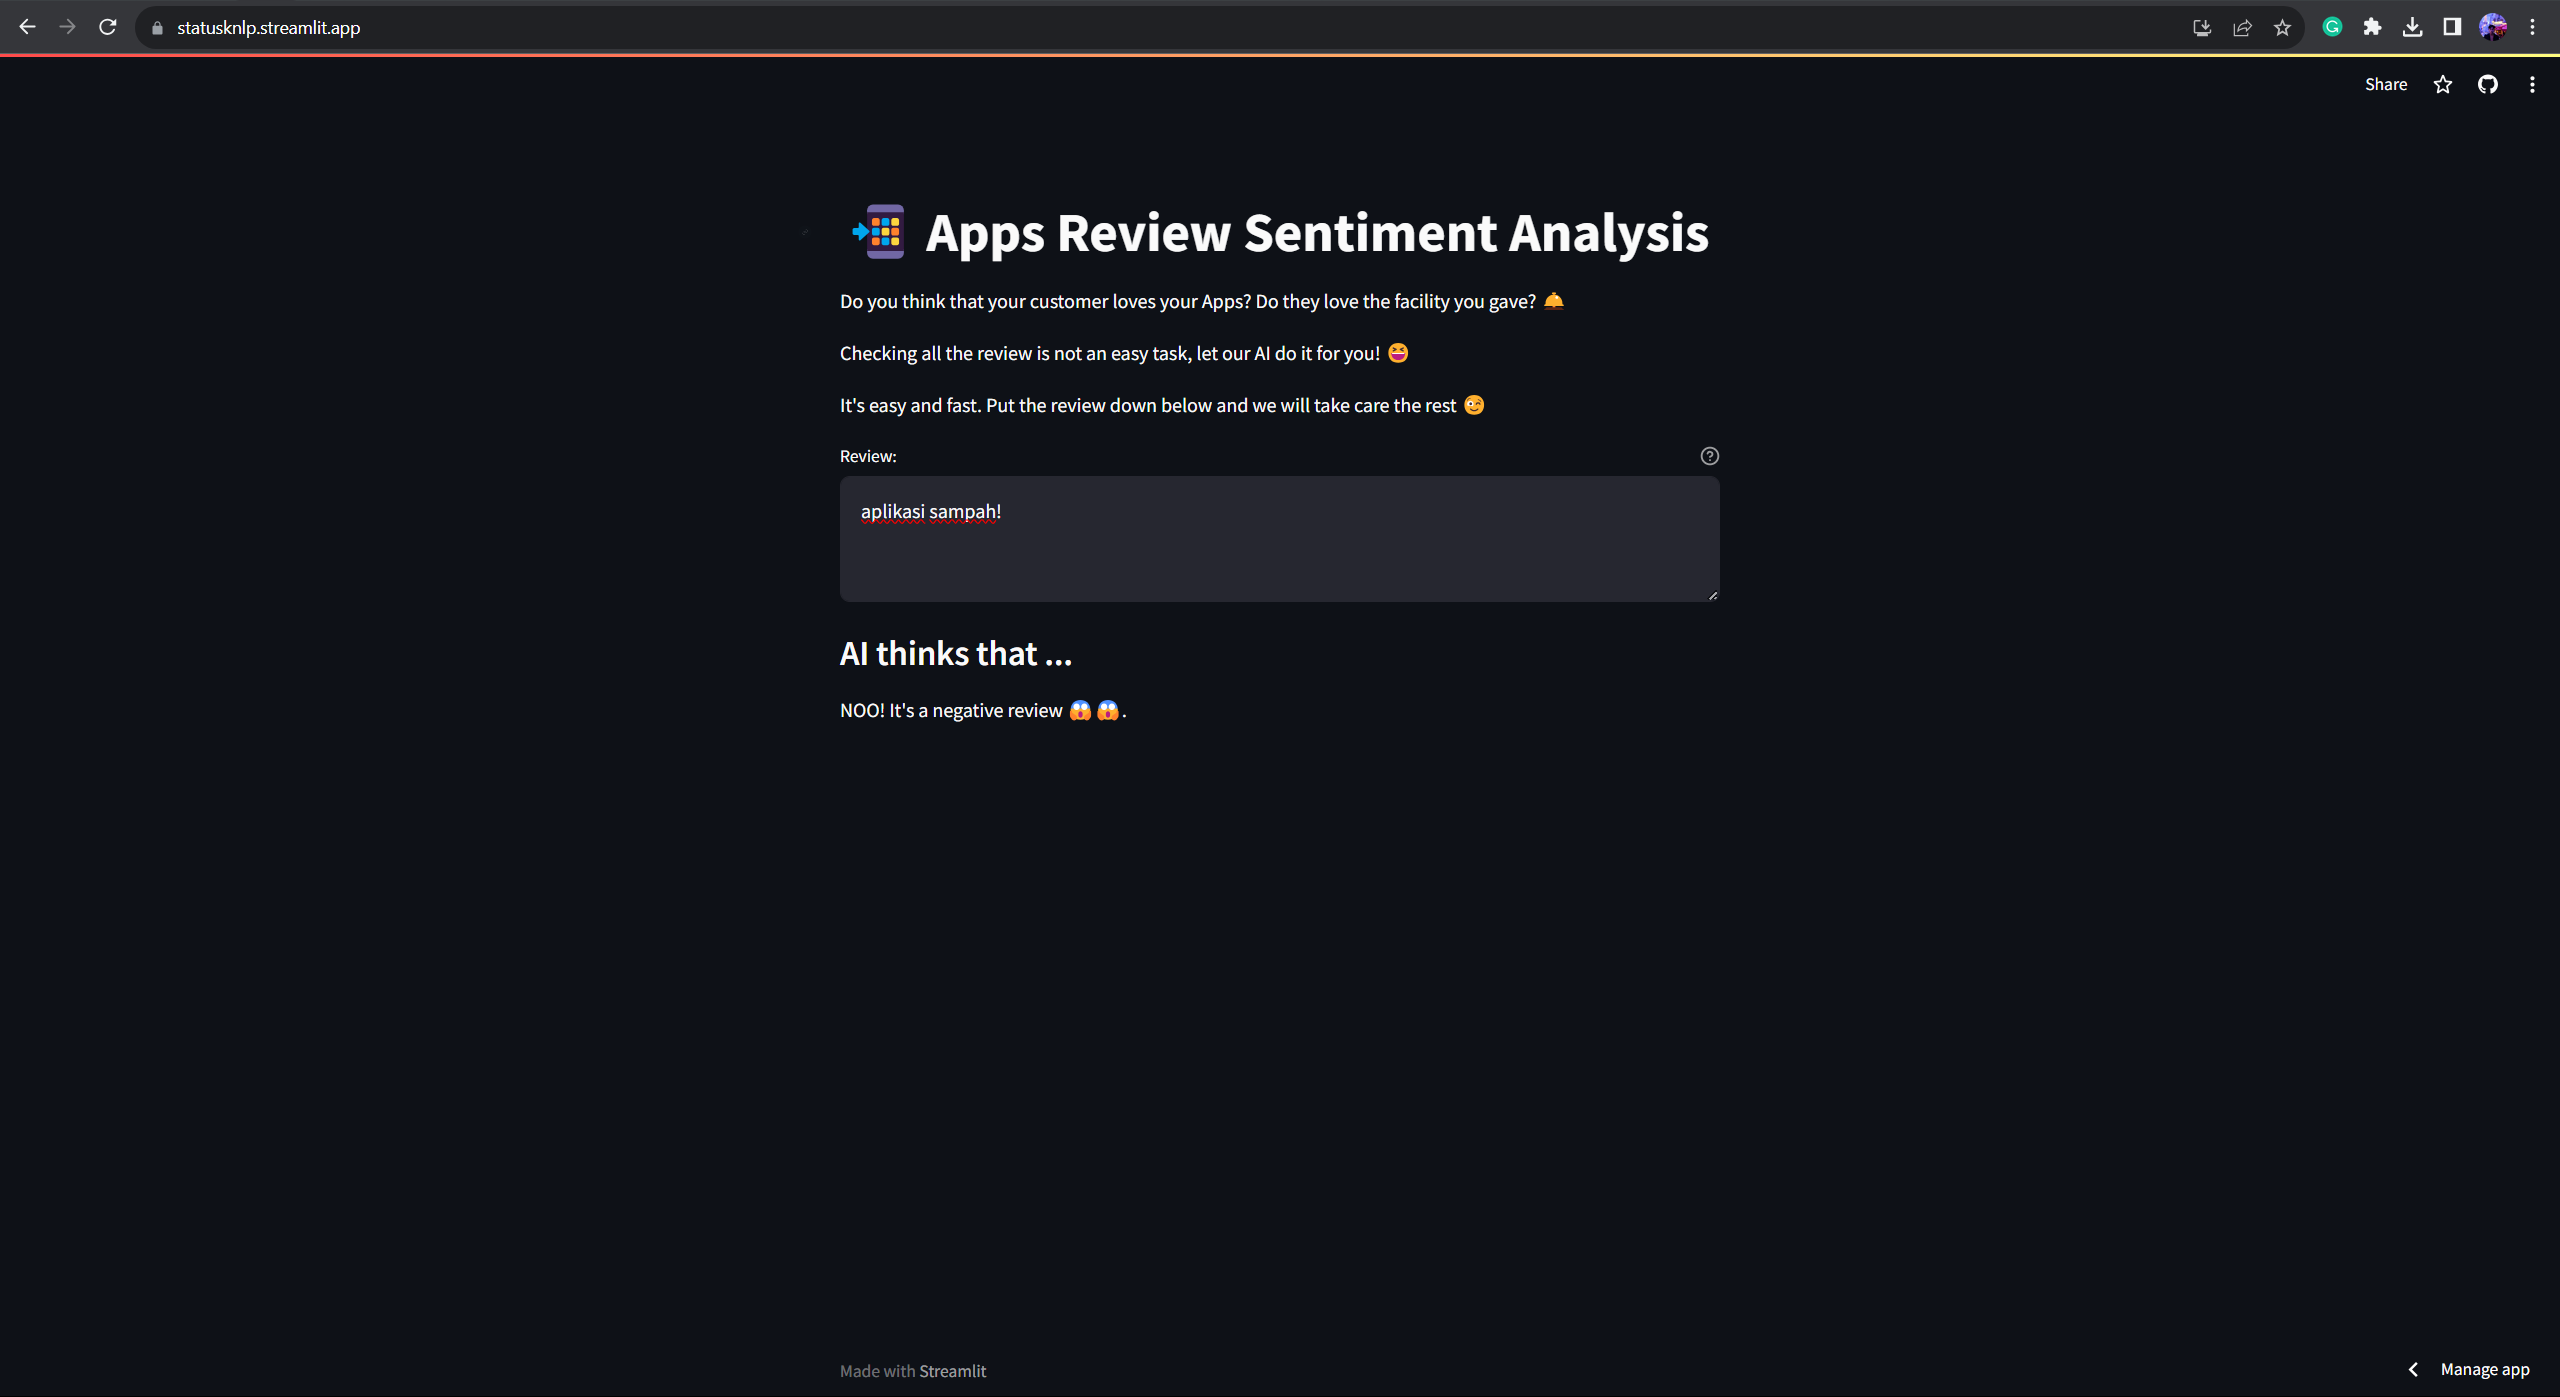 statusknlp.streamlit.app
Share
Apps Review Sentiment Analysis
Do you think that your customer loves your Apps? Do they love the facility you gave? 🛎️
Checking all the review is not an easy task, let our AI do it for you! 😆
It's easy and fast. Put the review down below and we will take care the rest 😉
Review:
aplikasi sampah!
AI thinks that ...
NOO! It's a negative review 😱😱.
Made with Streamlit
Manage app